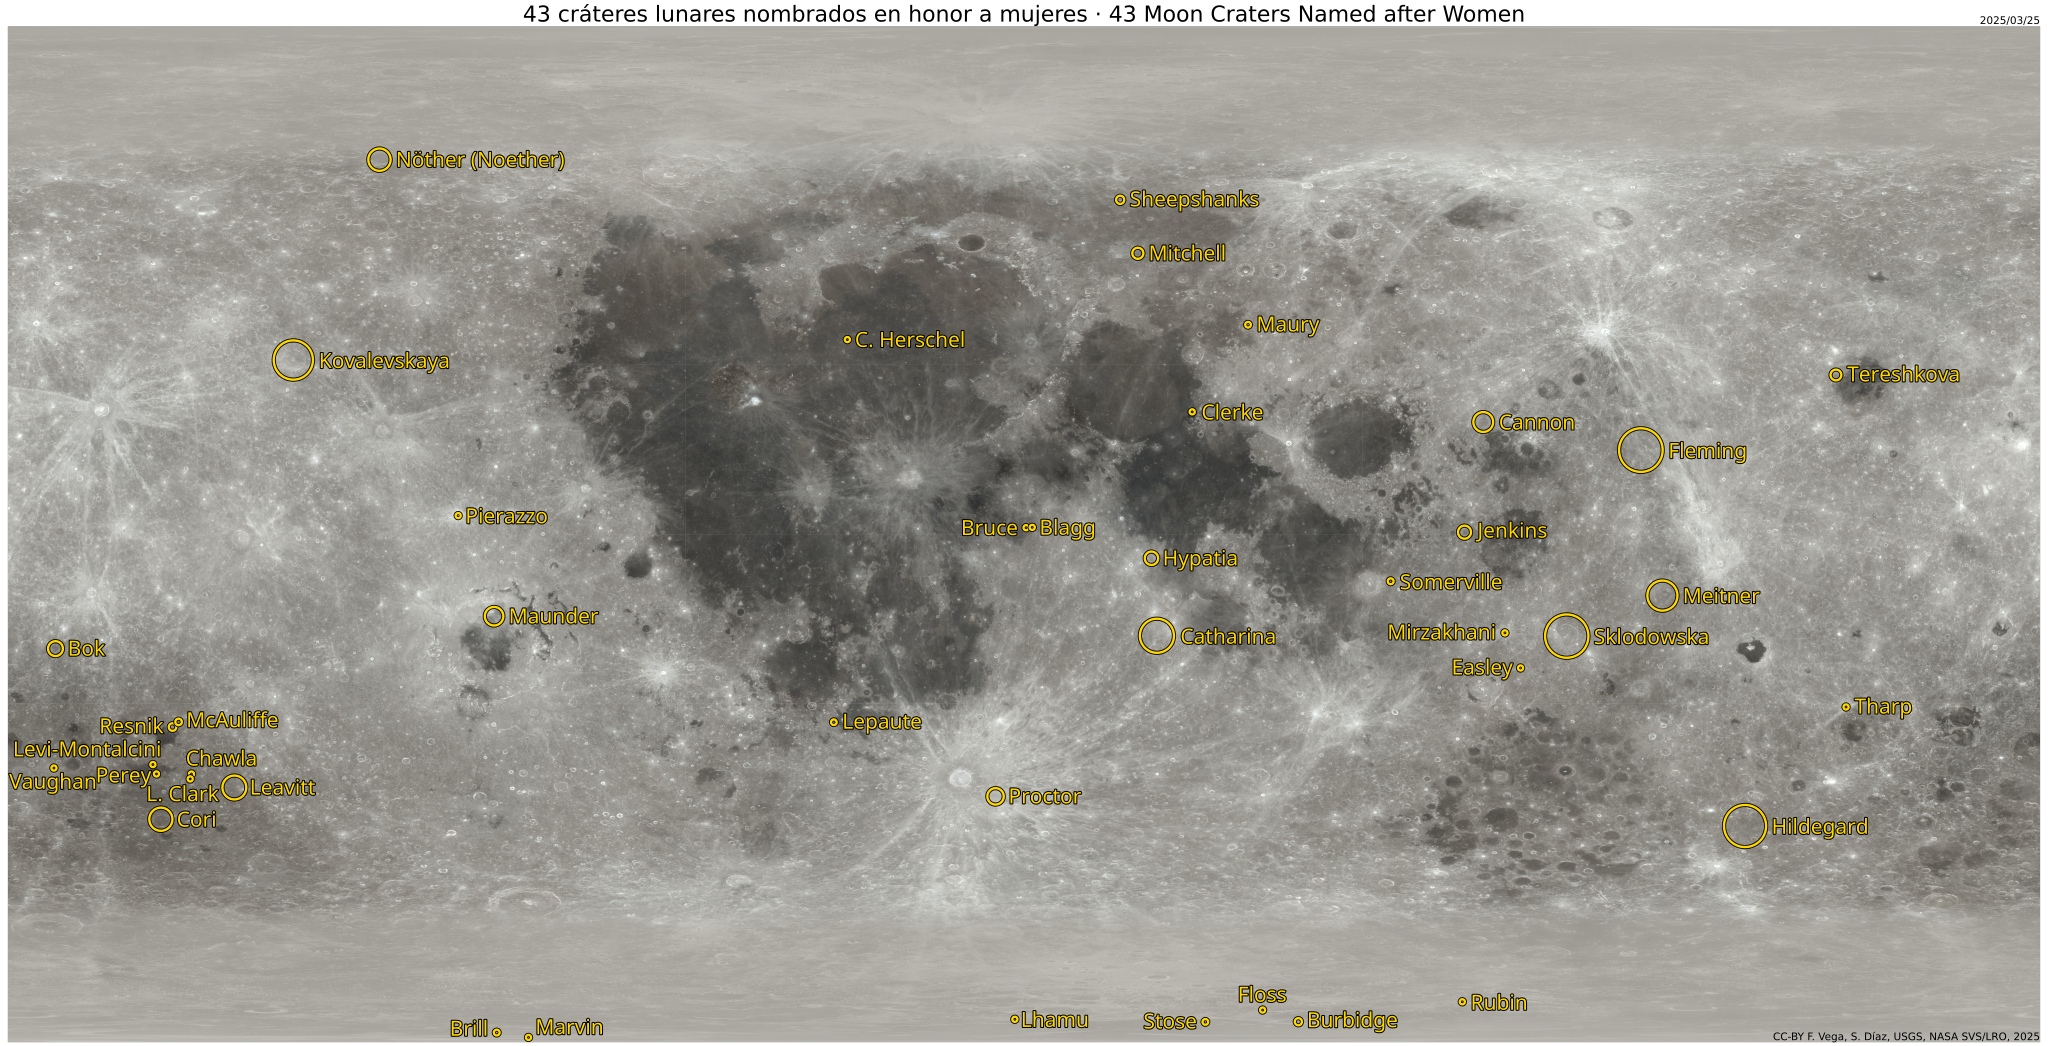 43 cráteres lunares nombrados en honor a mujeres · 43 Moon Craters Named after Women
2025/03/25
Nöther (Noether)
Sheepshanks
Mitchell
Maury
C. Herschel
Kovalevskaya
Tereshkova
Clerke
Cannon
Fleming
Pierazzo
Bruce
Blagg
Jenkins
Hypatia
Somerville
Meitner
Maunder
Mirzakhani
Catharina
Sklodowska
Bok
Easley
Tharp
McAuliffe
Resnik
Lepaute
Levi-Montalcini
Chawla
Vaughan
Perey
L. Clark
Leavitt
Proctor
Cori
Hildegard
Floss
Rubin
Lhamu
Stose
Burbidge
Brill
Marvin
CC-BY F. Vega, S. Díaz, USGS, NASA SVS/LRO, 2025